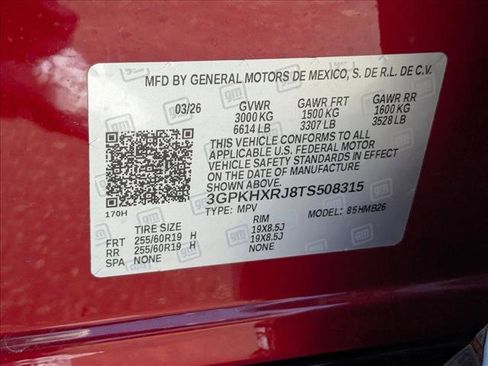 MFD BY GENERAL MOTORS DE MEXICO, S. DE R.L. DE C.V.
03/26 GVWR GAWR FRT GAWR RR
3000 KG 1500 KG 1600 KG
6614 LB 3307 LB 3528 LB
THIS VEHICLE CONFORMS TO ALL
APPLICABLE U.S. FEDERAL MOTOR
VEHICLE SAFETY STANDARDS IN EFFECT
ON THE DATE OF MANUFACTURE SHOWN ABOVE.
3GPKHXRJ8TS508315
170H TYPE: MPV MODEL: 85HMB26
TIRE SIZE RIM
FRT 255/60R19 H 19X8.5J
RR 255/60R19 H 19X8.5J
SPA NONE NONE